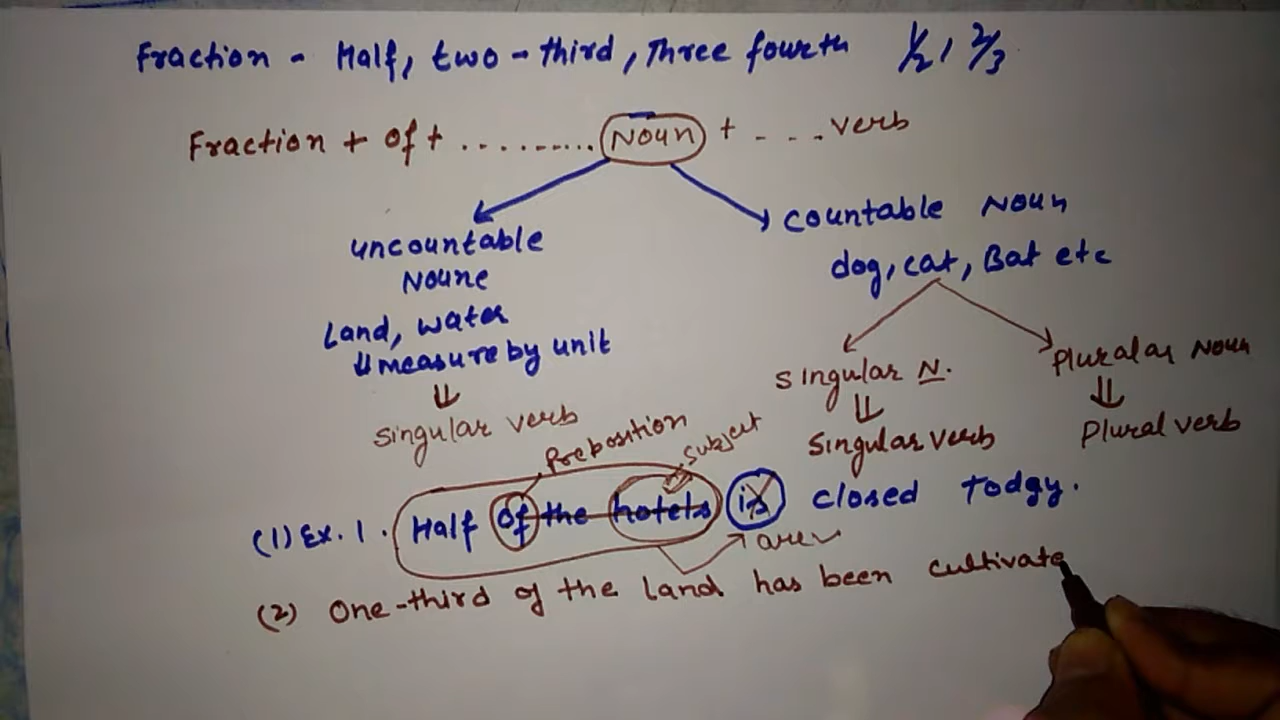 Fraction - Half, two-third, Three fourth 1/2, 2/3
Fraction + of + .......... Noun + - - . verb
uncountable
Noune
Land, water
⇓ measure by unit
⇓
Singular verb
countable Noun
dog, cat, Bat etc
Singular N.
⇓
Singular verb
Pluralar Noun
⇓
Plural verb
Preposition
Subject
(1) Ex. 1. Half of the hotels is closed Today.
are ✓
(2) One-third of the land has been cultivate